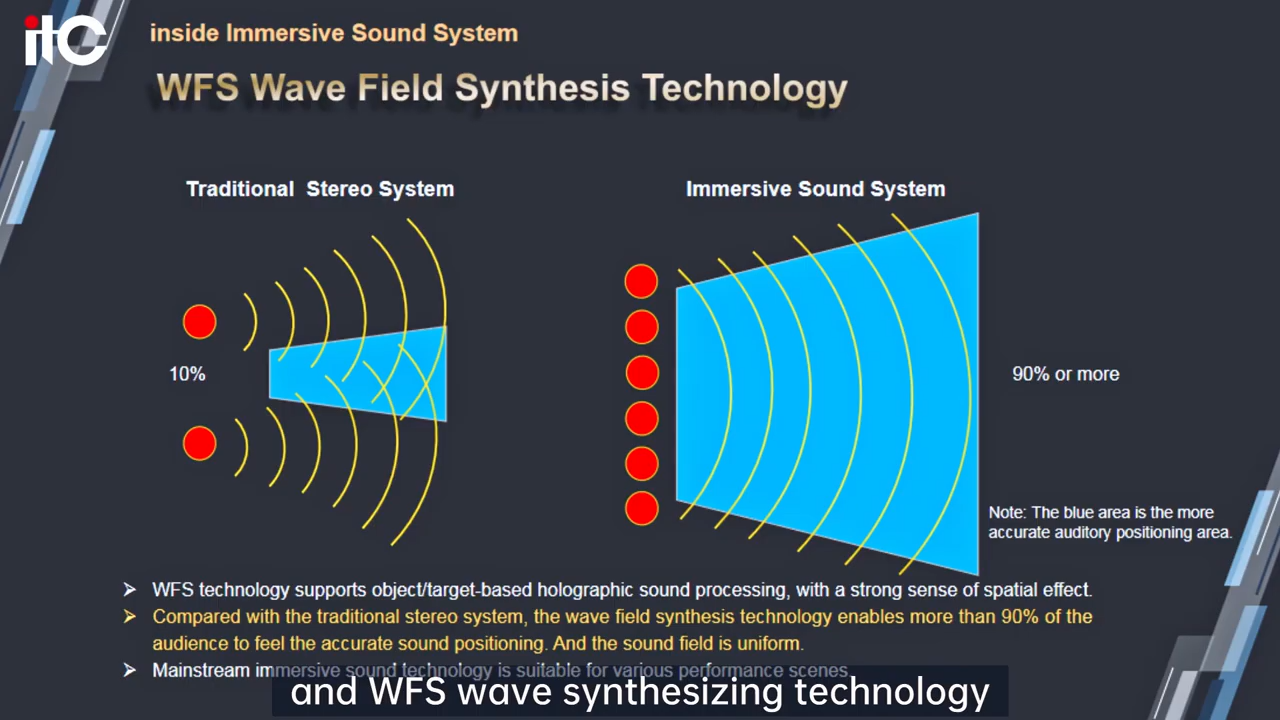 itc
inside Immersive Sound System
WFS Wave Field Synthesis Technology
Traditional Stereo System
Immersive Sound System
10%
90% or more
Note: The blue area is the more
accurate auditory positioning area.
➢ WFS technology supports object/target-based holographic sound processing, with a strong sense of spatial effect.
➢ Compared with the traditional stereo system, the wave field synthesis technology enables more than 90% of the
audience to feel the accurate sound positioning. And the sound field is uniform.
➢ Mainstream immersive sound technology is suitable for various performance scenes.
and WFS wave synthesizing technology